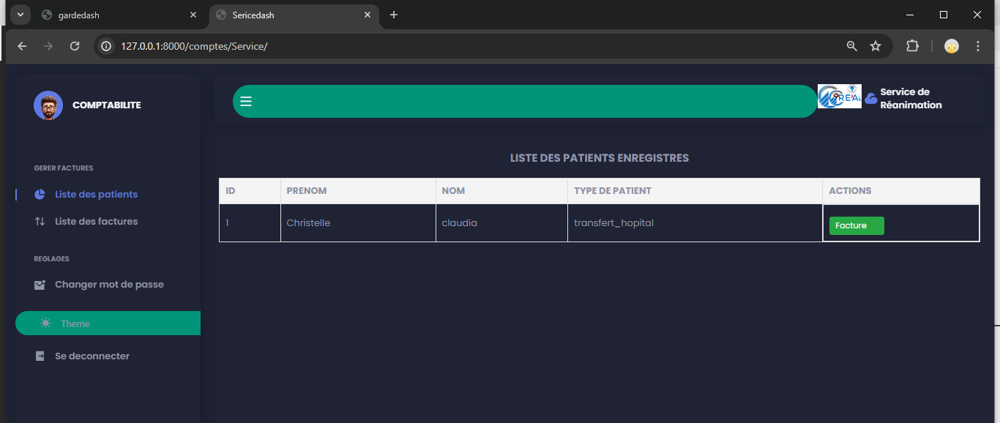 gardedash
Sericedash
127.0.0.1:8000/comptes/Service/
COMPTABILITE
REA
Service de
Réanimation
GERER FACTURES
Liste des patients
Liste des factures
REGLAGES
Changer mot de passe
Theme
Se deconnecter
LISTE DES PATIENTS ENREGISTRES
ID PRENOM NOM TYPE DE PATIENT ACTIONS
1 Christelle claudia transfert_hopital Facture